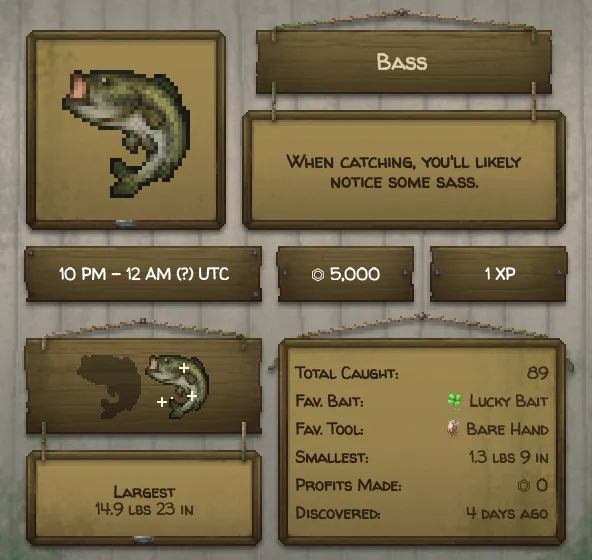 Bass
When catching, you'll likely
notice some sass.
10 PM – 12 AM (?) UTC
5,000
1 XP
Total Caught: 89
Fav. Bait: Lucky Bait
Fav. Tool: Bare Hand
Smallest: 1.3 lbs 9 in
Profits Made: 0
Discovered: 4 days ago
Largest
14.9 lbs 23 in